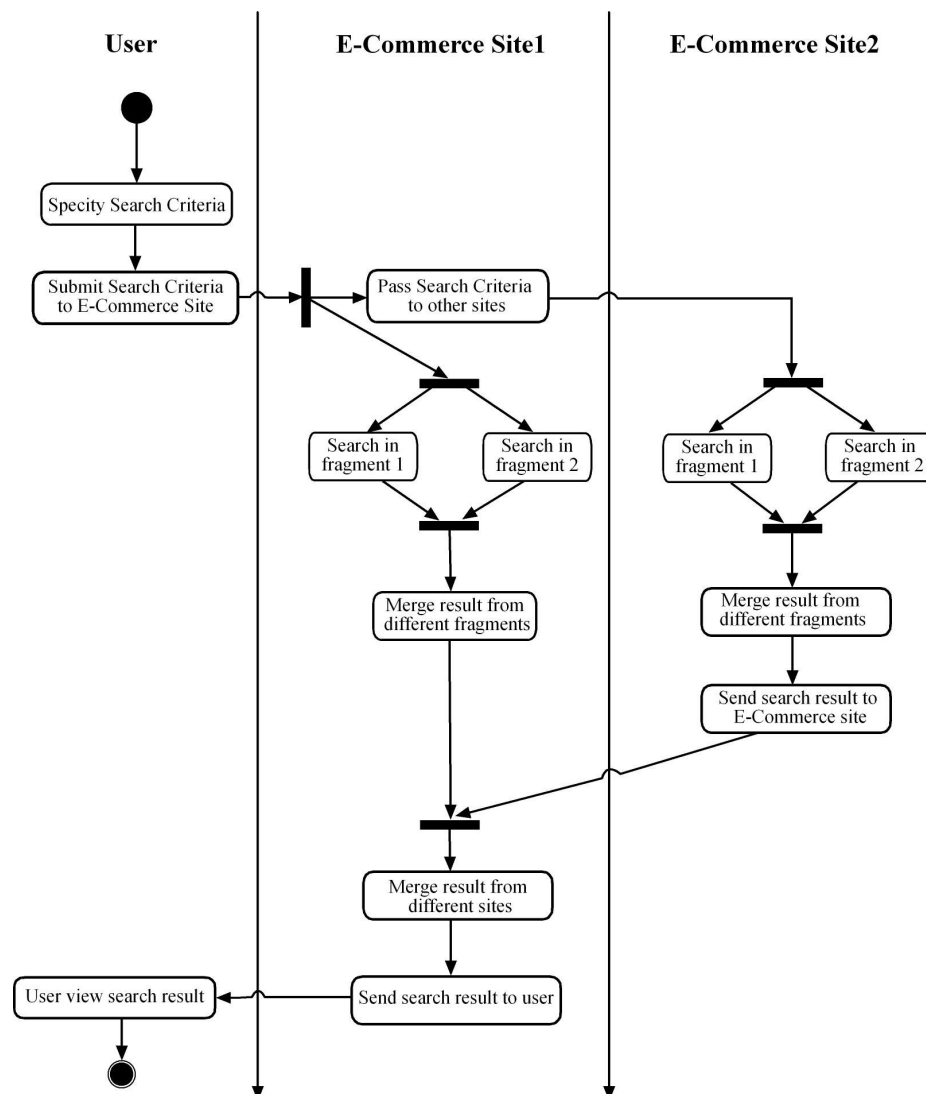 User
E-Commerce Site1
E-Commerce Site2
Specity Search Criteria
Submit Search Criteria
to E-Commerce Site
Pass Search Criteria
to other sites
Search in
fragment 1
Search in
fragment 2
Search in
fragment 1
Search in
fragment 2
Merge result from
different fragments
Merge result from
different fragments
Send search result to
E-Commerce site
Merge result from
different sites
User view search result
Send search result to user